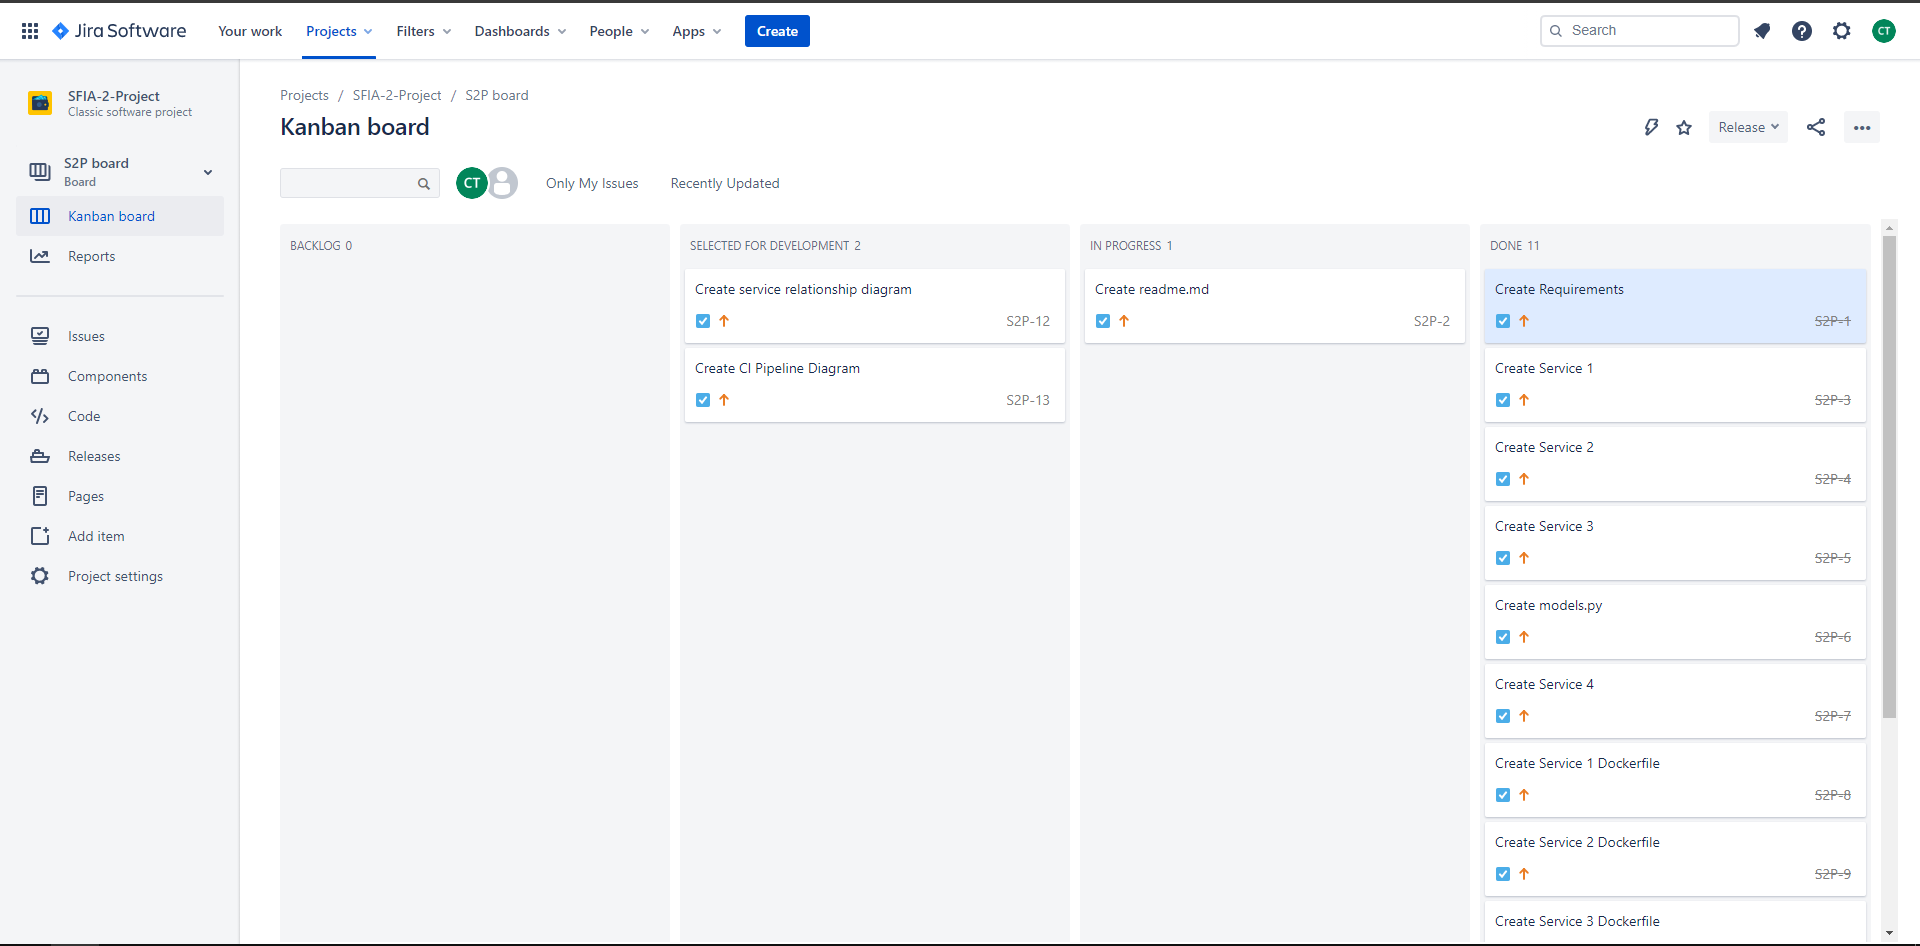 Jira Software
Your work
Projects
Filters
Dashboards
People
Apps
Create
Search
CT
SFIA-2-Project
Classic software project
S2P board
Board
Kanban board
Reports
Issues
Components
Code
Releases
Pages
Add item
Project settings
Projects / SFIA-2-Project / S2P board
Kanban board
Release
CT
Only My Issues
Recently Updated
BACKLOG 0
SELECTED FOR DEVELOPMENT 2
Create service relationship diagram
S2P-12
Create CI Pipeline Diagram
S2P-13
IN PROGRESS 1
Create readme.md
S2P-2
DONE 11
Create Requirements
S2P-1
Create Service 1
S2P-3
Create Service 2
S2P-4
Create Service 3
S2P-5
Create models.py
S2P-6
Create Service 4
S2P-7
Create Service 1 Dockerfile
S2P-8
Create Service 2 Dockerfile
S2P-9
Create Service 3 Dockerfile